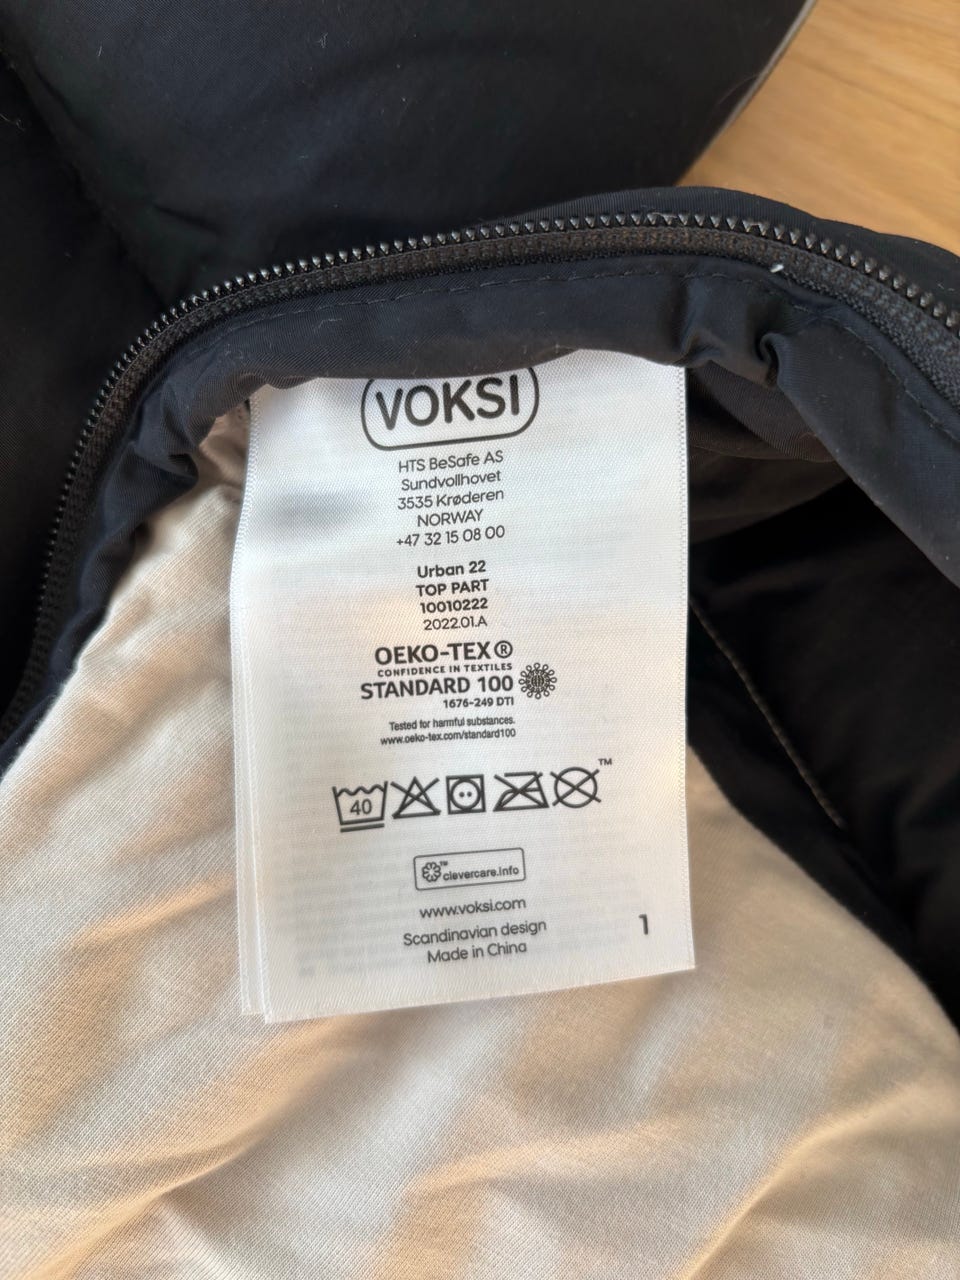 VOKSI
HTS BeSafe AS
Sundvollhovet
3535 Krøderen
NORWAY
+47 32 15 08 00
Urban 22
TOP PART
10010222
2022.01.A
OEKO-TEX®
CONFIDENCE IN TEXTILES
STANDARD 100
1676-249 DTI
Tested for harmful substances.
www.oeko-tex.com/standard100
40 ™
™ clevercare.info
www.voksi.com
Scandinavian design
Made in China
1